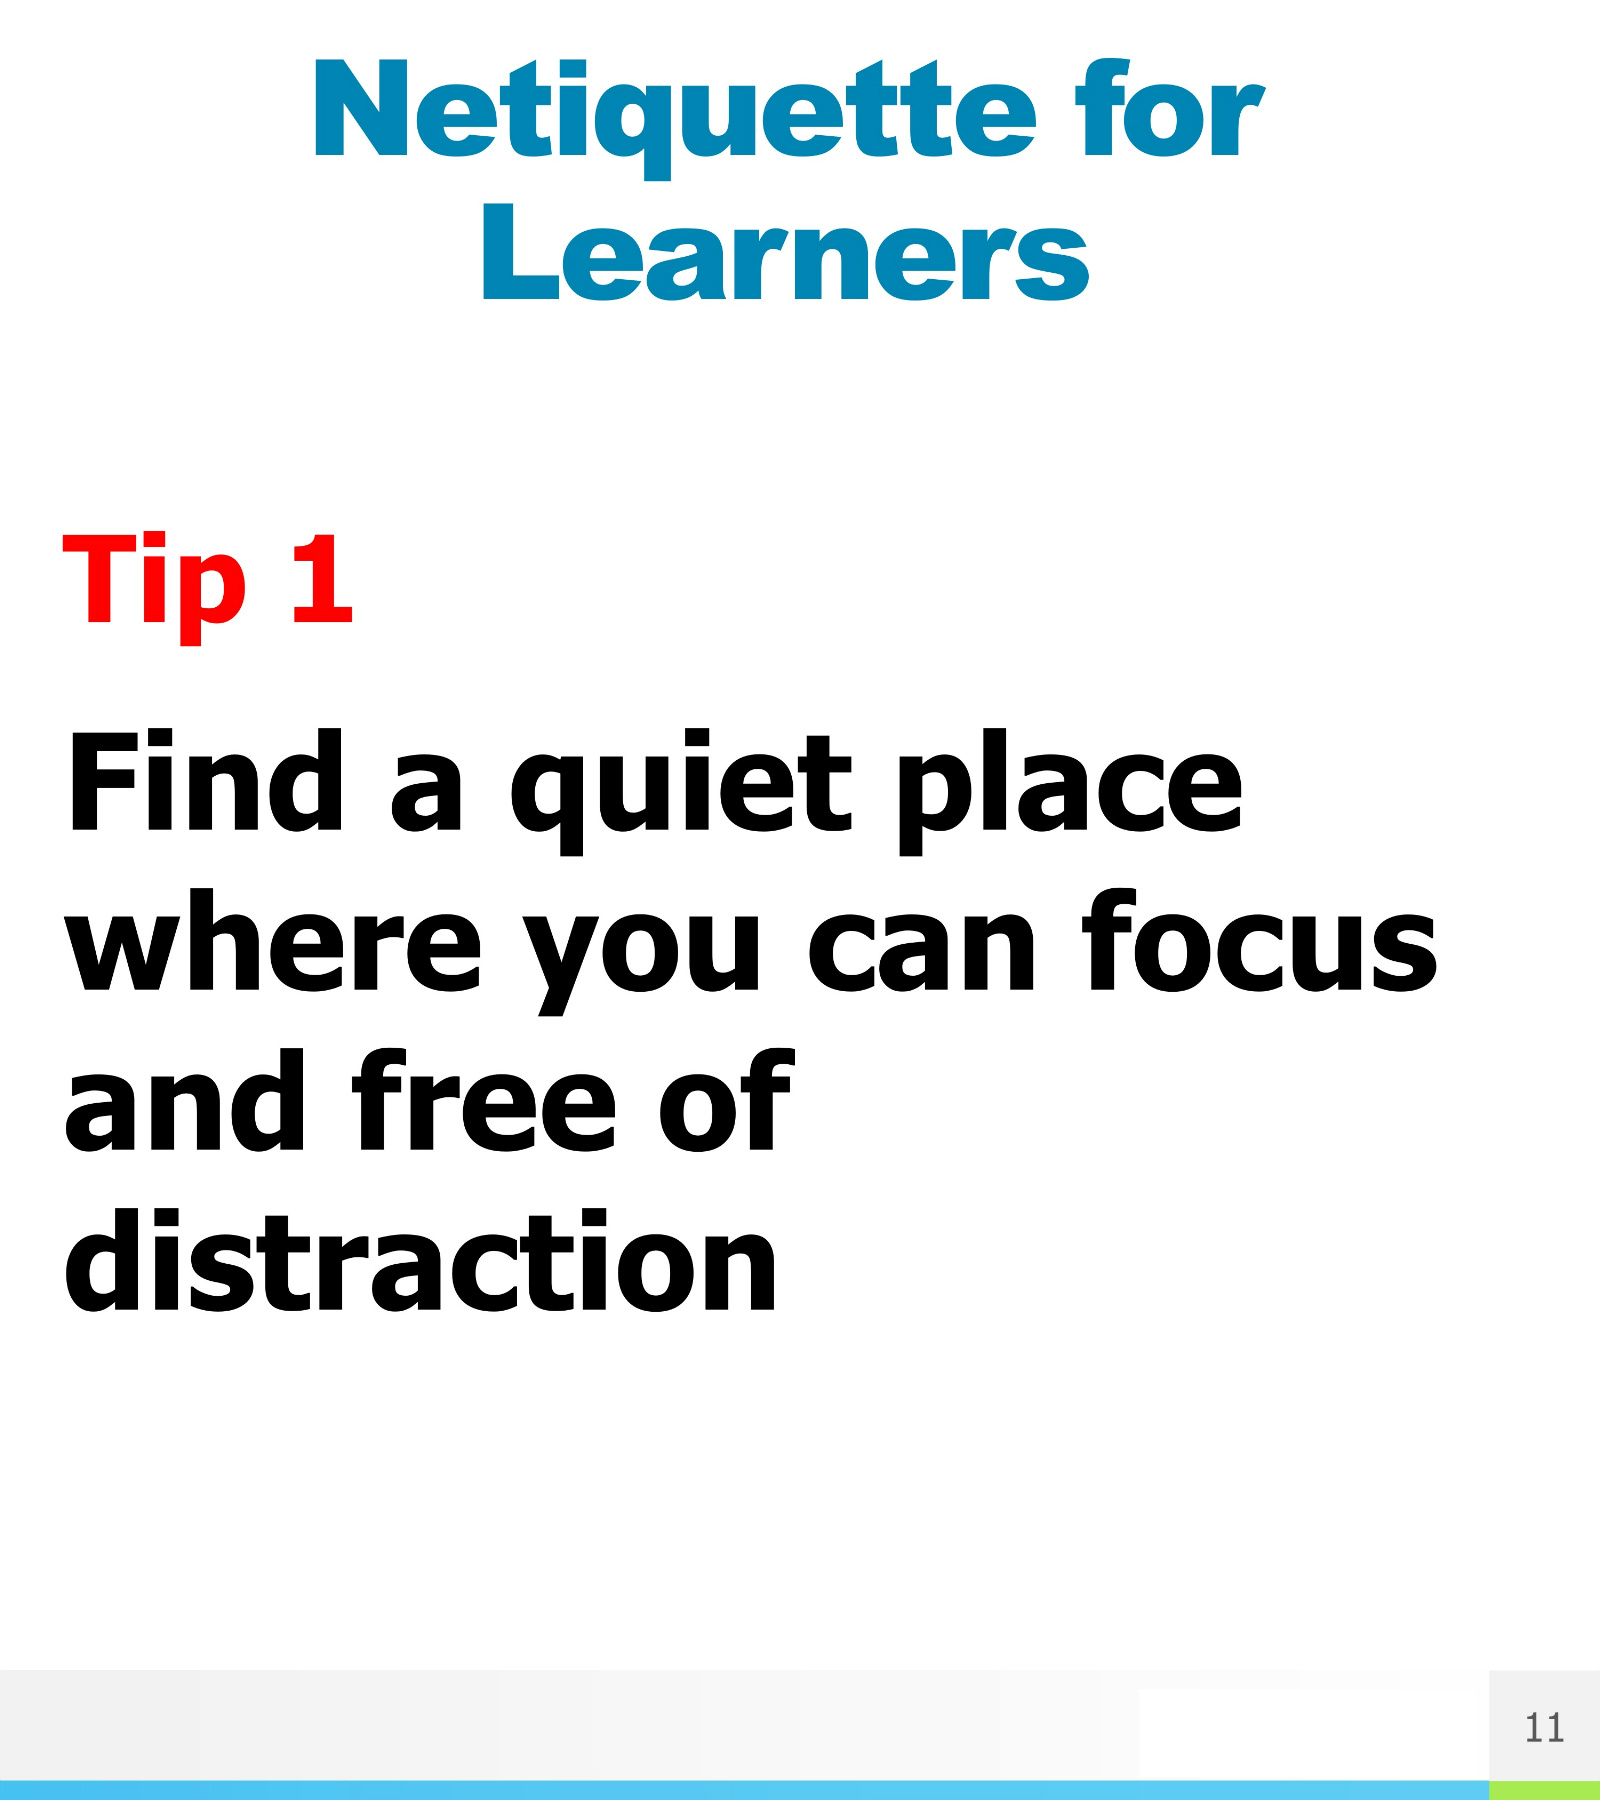 Netiquette for
Learners
Tip 1
Find a quiet place
where you can focus
and free of
distraction
11